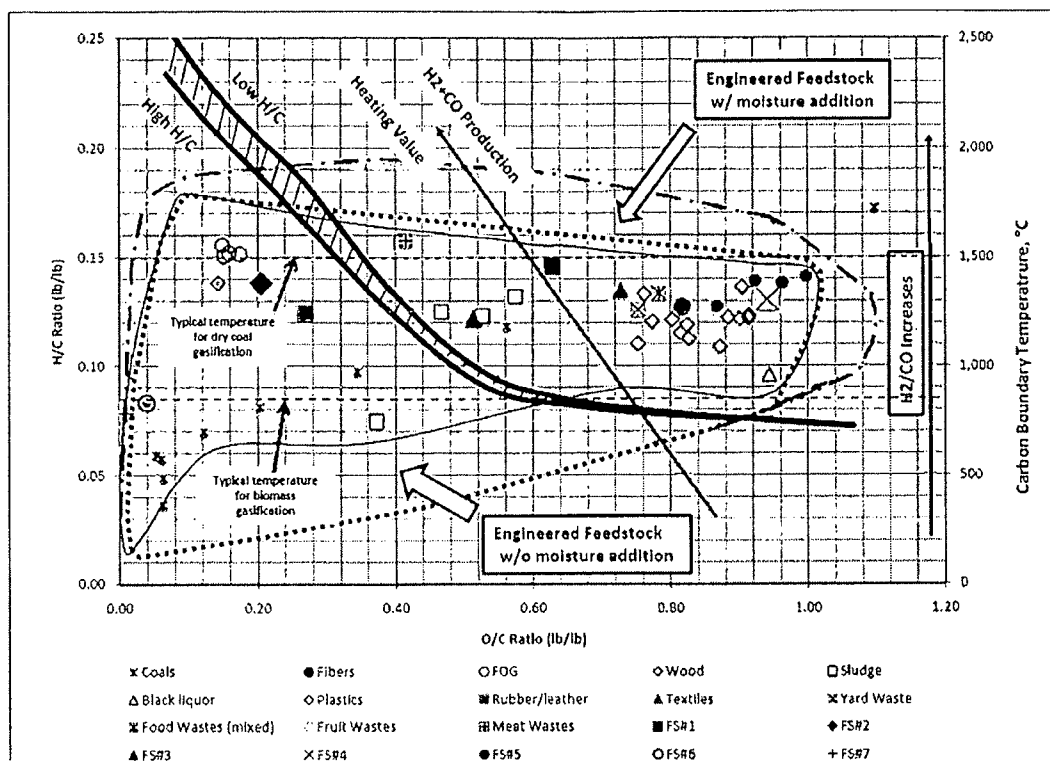 0.25
0.20
0.15
0.10
0.05
0.00
H/C Ratio (lb/lb)
2,500
2,000
1,500
1,000
500
0
Carbon Boundary Temperatrure, °C
Low H/C
High H/C
Heating Value
H2+CO Production
Engineered Feedstock
w/ moisture addition
H2/CO Increases
Typical temperature
for dry coal
gasification
Typical temperature
for biomass
gasification
Engineered Feedstock
w/o moisture addition
0.00 0.20 0.40 0.60 0.80 1.00 1.20
O/C Ratio (lb/lb)
Coals Fibers FOG Wood Sludge
Black liquor Plastics Rubber/leather Textiles Yard Waste
Food Wastes (mixed) Fruit Wastes Meat Wastes FS#1 FS#2
FS#3 FS#4 FS#5 FS#6 FS#7